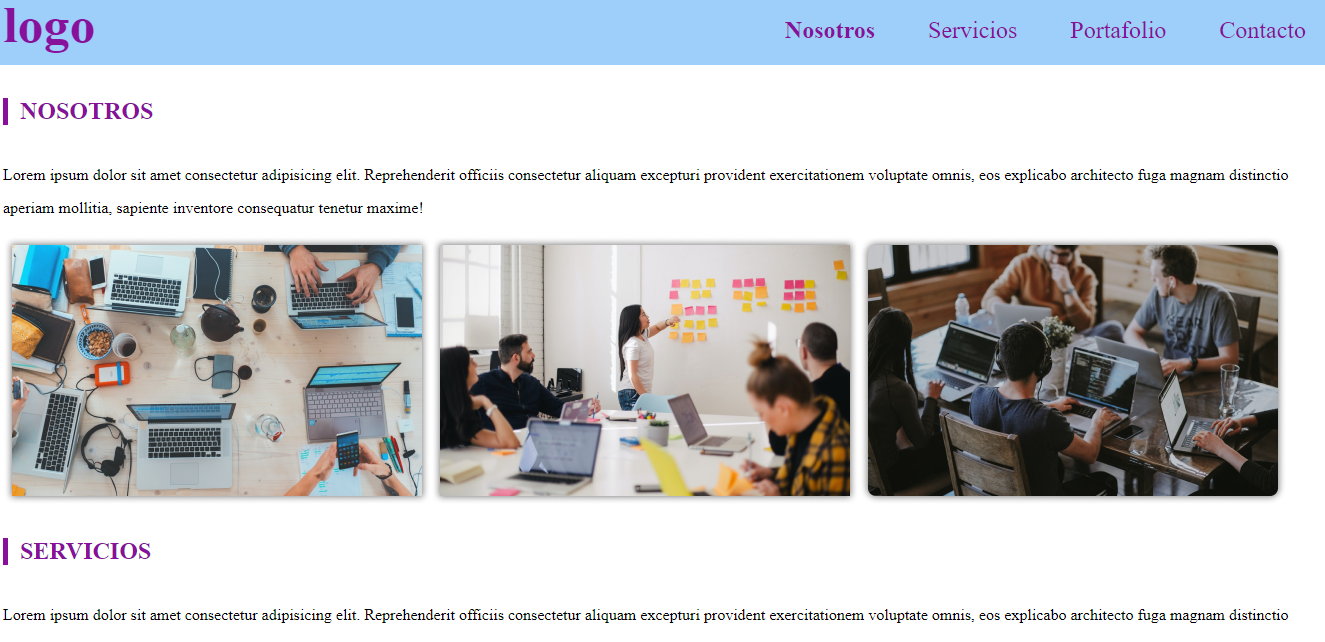 logo
Nosotros Servicios Portafolio Contacto
NOSOTROS
Lorem ipsum dolor sit amet consectetur adipisicing elit. Reprehenderit officiis consectetur aliquam excepturi provident exercitationem voluptate omnis, eos explicabo architecto fuga magnam distinctio
aperiam mollitia, sapiente inventore consequatur tenetur maxime!
SERVICIOS
Lorem ipsum dolor sit amet consectetur adipisicing elit. Reprehenderit officiis consectetur aliquam excepturi provident exercitationem voluptate omnis, eos explicabo architecto fuga magnam distinctio